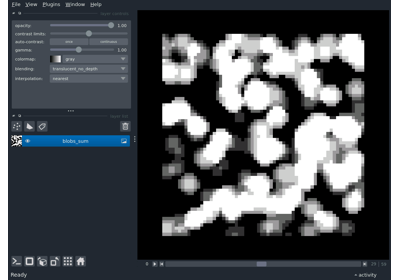 File View Plugins Window Help
opacity: 1.00
contrast limits:
auto-contrast: once continuous
gamma: 1.00
colormap: gray
blending: translucent_no_depth
interpolation: nearest
blobs_sum
Ready
activity